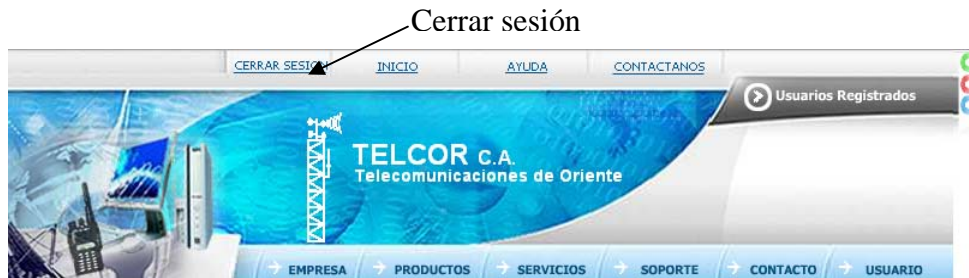 Cerrar sesión
CERRAR SESION INICIO AYUDA CONTACTANOS
Usuarios Registrados
TELCOR C.A.
Telecomunicaciones de Oriente
EMPRESA PRODUCTOS SERVICIOS SOPORTE CONTACTO USUARIO